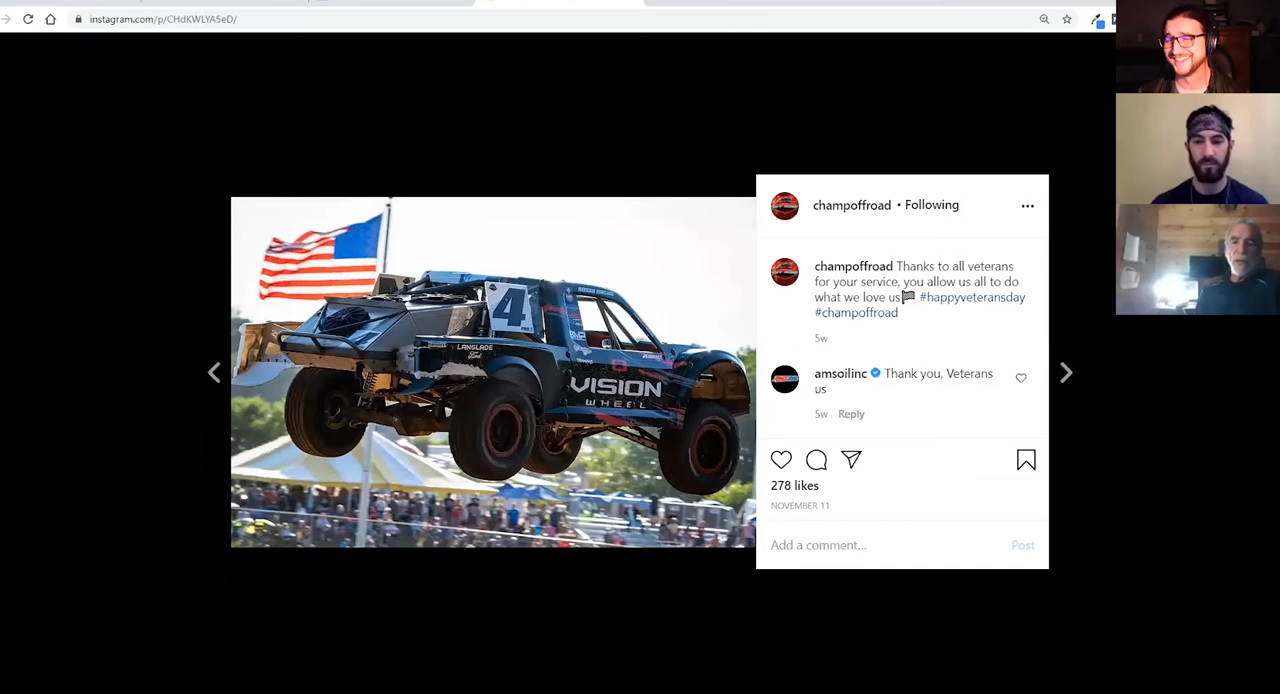 instagram.com/p/CHdKWLYA5eD/
champoffroad • Following
champoffroad Thanks to all veterans
for your service, you allow us all to do
what we love us🏁 #happyveteransday
#champoffroad
5w
amsoilinc Thank you, Veterans
us
5w Reply
278 likes
NOVEMBER 11
Add a comment... Post
4
LANGLADE
Ford
VISION
WHEEL